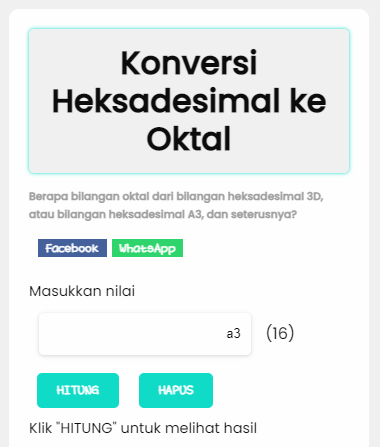 Konversi
Heksadesimal ke
Oktal
Berapa bilangan oktal dari bilangan heksadesimal 3D,
atau bilangan heksadesimal A3, dan seterusnya?
Facebook WhatsApp
Masukkan nilai
a3 (16)
HITUNG HAPUS
Klik "HITUNG" untuk melihat hasil